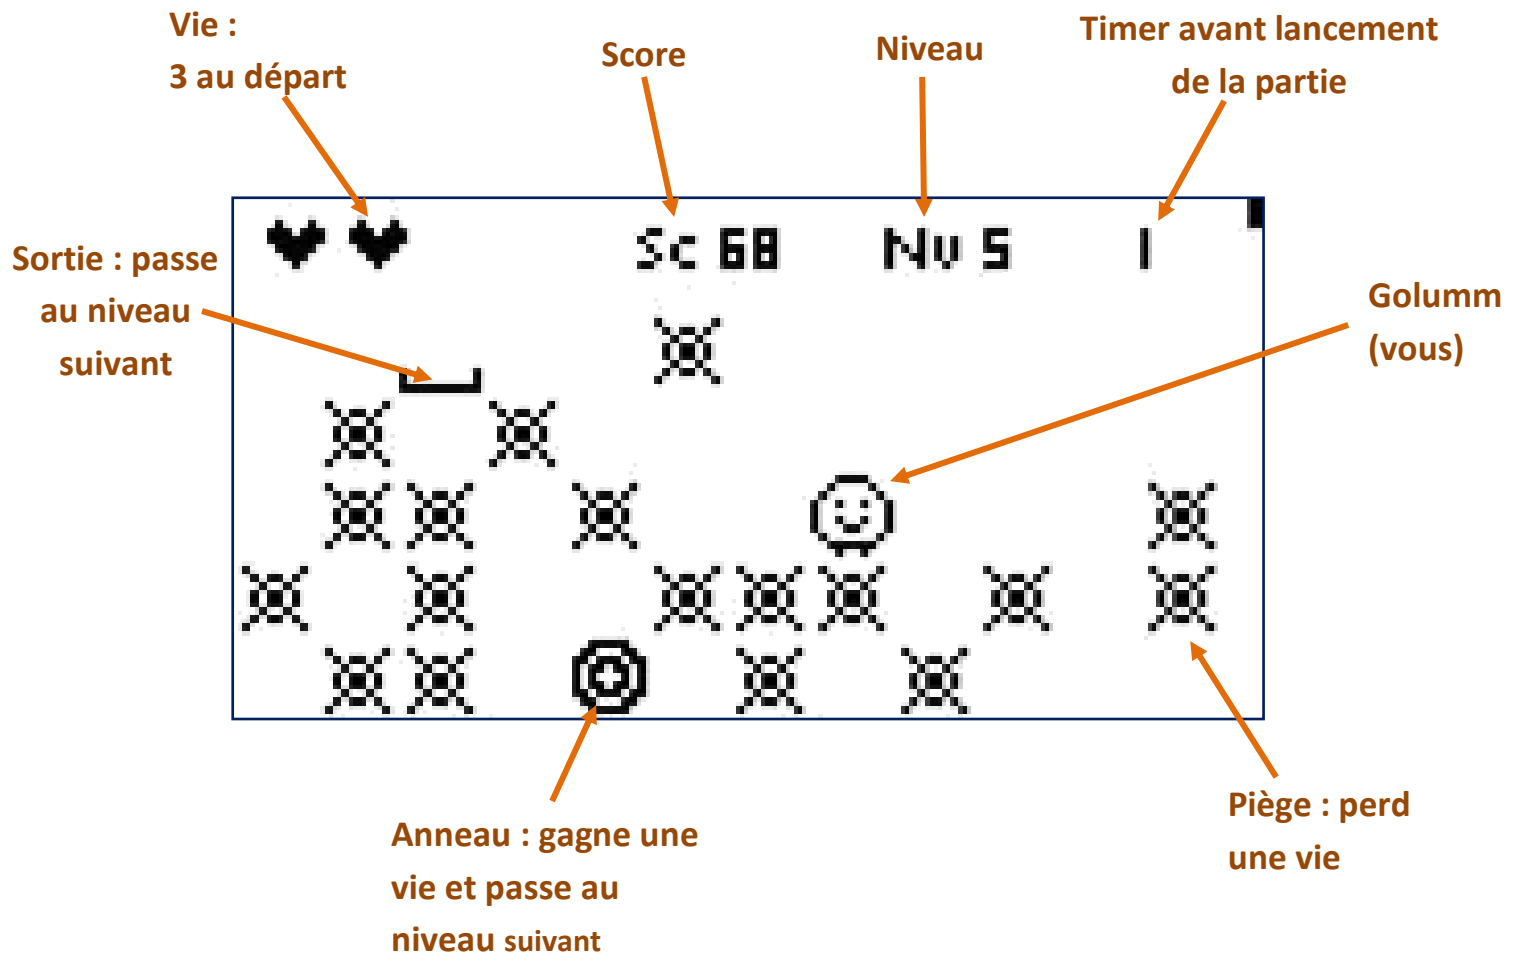 Vie :
3 au départ
Score
Niveau
Timer avant lancement
de la partie
Sc 68
Nv 5
1
Sortie : passe
au niveau
suivant
Golumm
(vous)
Anneau : gagne une
vie et passe au
niveau suivant
Piège : perd
une vie